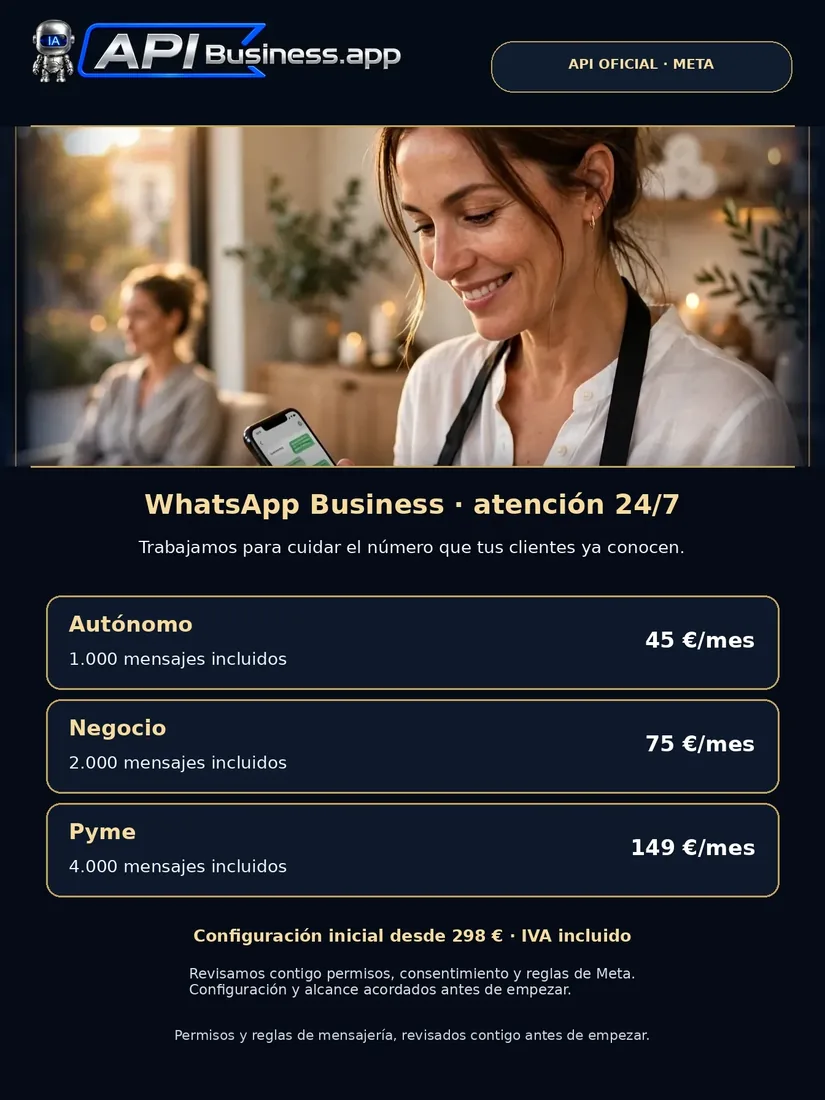 IA
API Business.app
API OFICIAL · META
WhatsApp Business · atención 24/7
Trabajamos para cuidar el número que tus clientes ya conocen.
Autónomo
1.000 mensajes incluidos
45 €/mes
Negocio
2.000 mensajes incluidos
75 €/mes
Pyme
4.000 mensajes incluidos
149 €/mes
Configuración inicial desde 298 € · IVA incluido
Revisamos contigo permisos, consentimiento y reglas de Meta.
Configuración y alcance acordados antes de empezar.
Permisos y reglas de mensajería, revisados contigo antes de empezar.